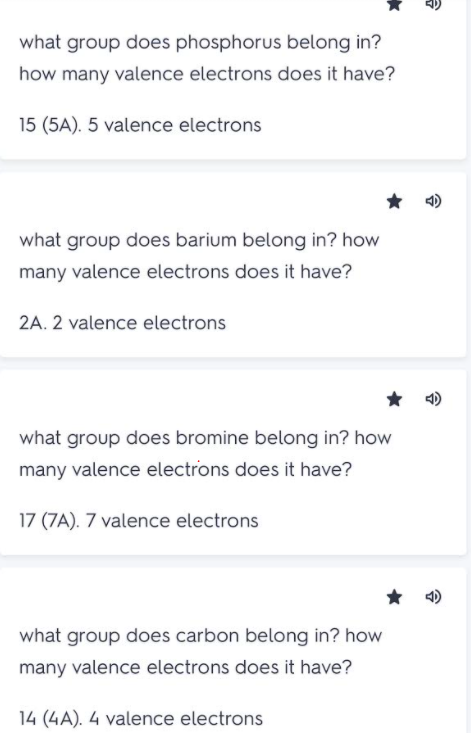 what group does phosphorus belong in?
how many valence electrons does it have?
15 (5A). 5 valence electrons
what group does barium belong in? how
many valence electrons does it have?
2A. 2 valence electrons
what group does bromine belong in? how
many valence electrons does it have?
17 (7A). 7 valence electrons
what group does carbon belong in? how
many valence electrons does it have?
14 (4A). 4 valence electrons